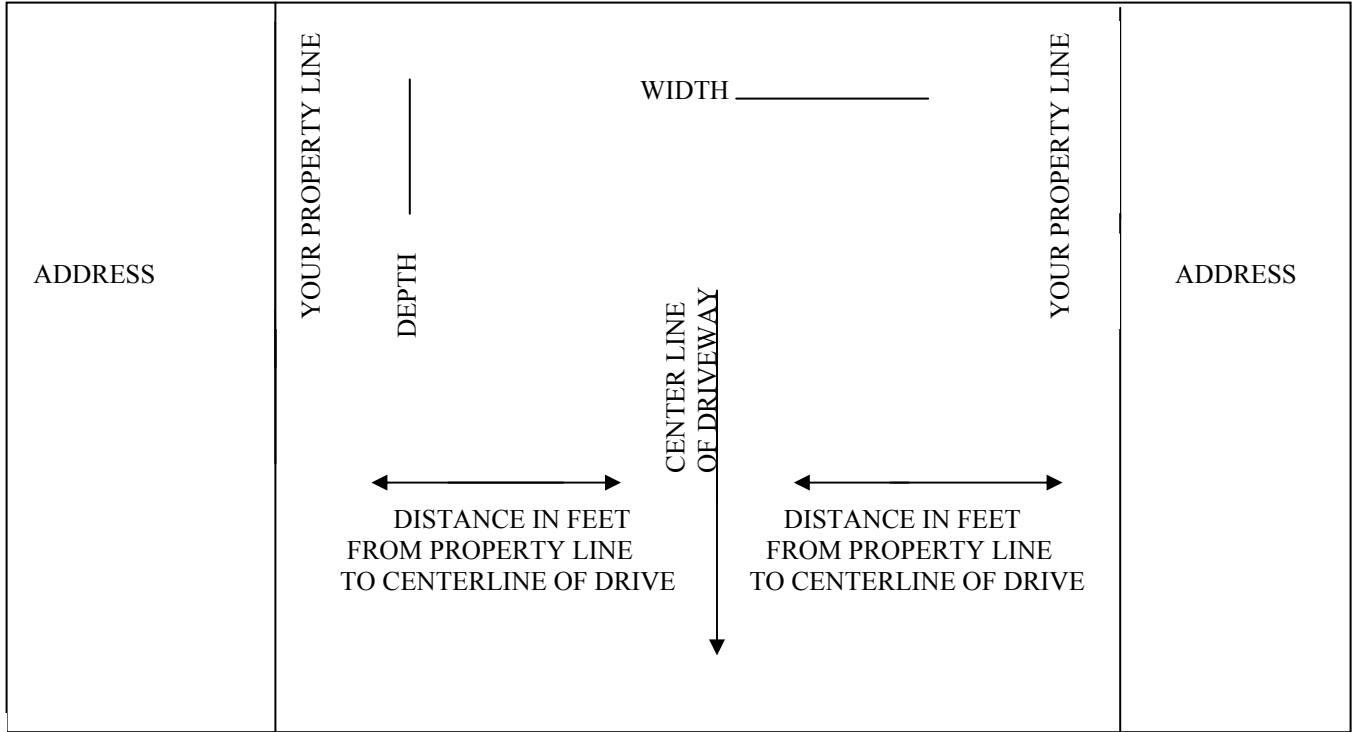 YOUR PROPERTY LINE
WIDTH
YOUR PROPERTY LINE
ADDRESS
DEPTH
ADDRESS
CENTER LINE
OF DRIVEWAY
DISTANCE IN FEET
FROM PROPERTY LINE
TO CENTERLINE OF DRIVE
DISTANCE IN FEET
FROM PROPERTY LINE
TO CENTERLINE OF DRIVE